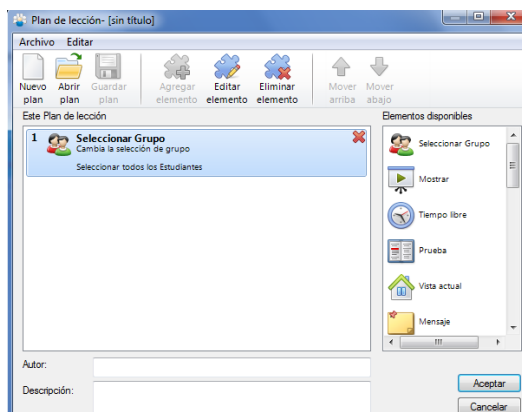 Plan de lección- [sin título]
Archivo Editar
Nuevo plan
Abrir plan
Guardar plan
Agregar elemento
Editar elemento
Eliminar elemento
Mover arriba
Mover abajo
Este Plan de lección
Elementos disponibles
1 Seleccionar Grupo
Cambia la selección de grupo
Seleccionar todos los Estudiantes
Seleccionar Grupo
Mostrar
Tiempo libre
Prueba
Vista actual
Mensaje
Autor:
Descripción:
Aceptar
Cancelar